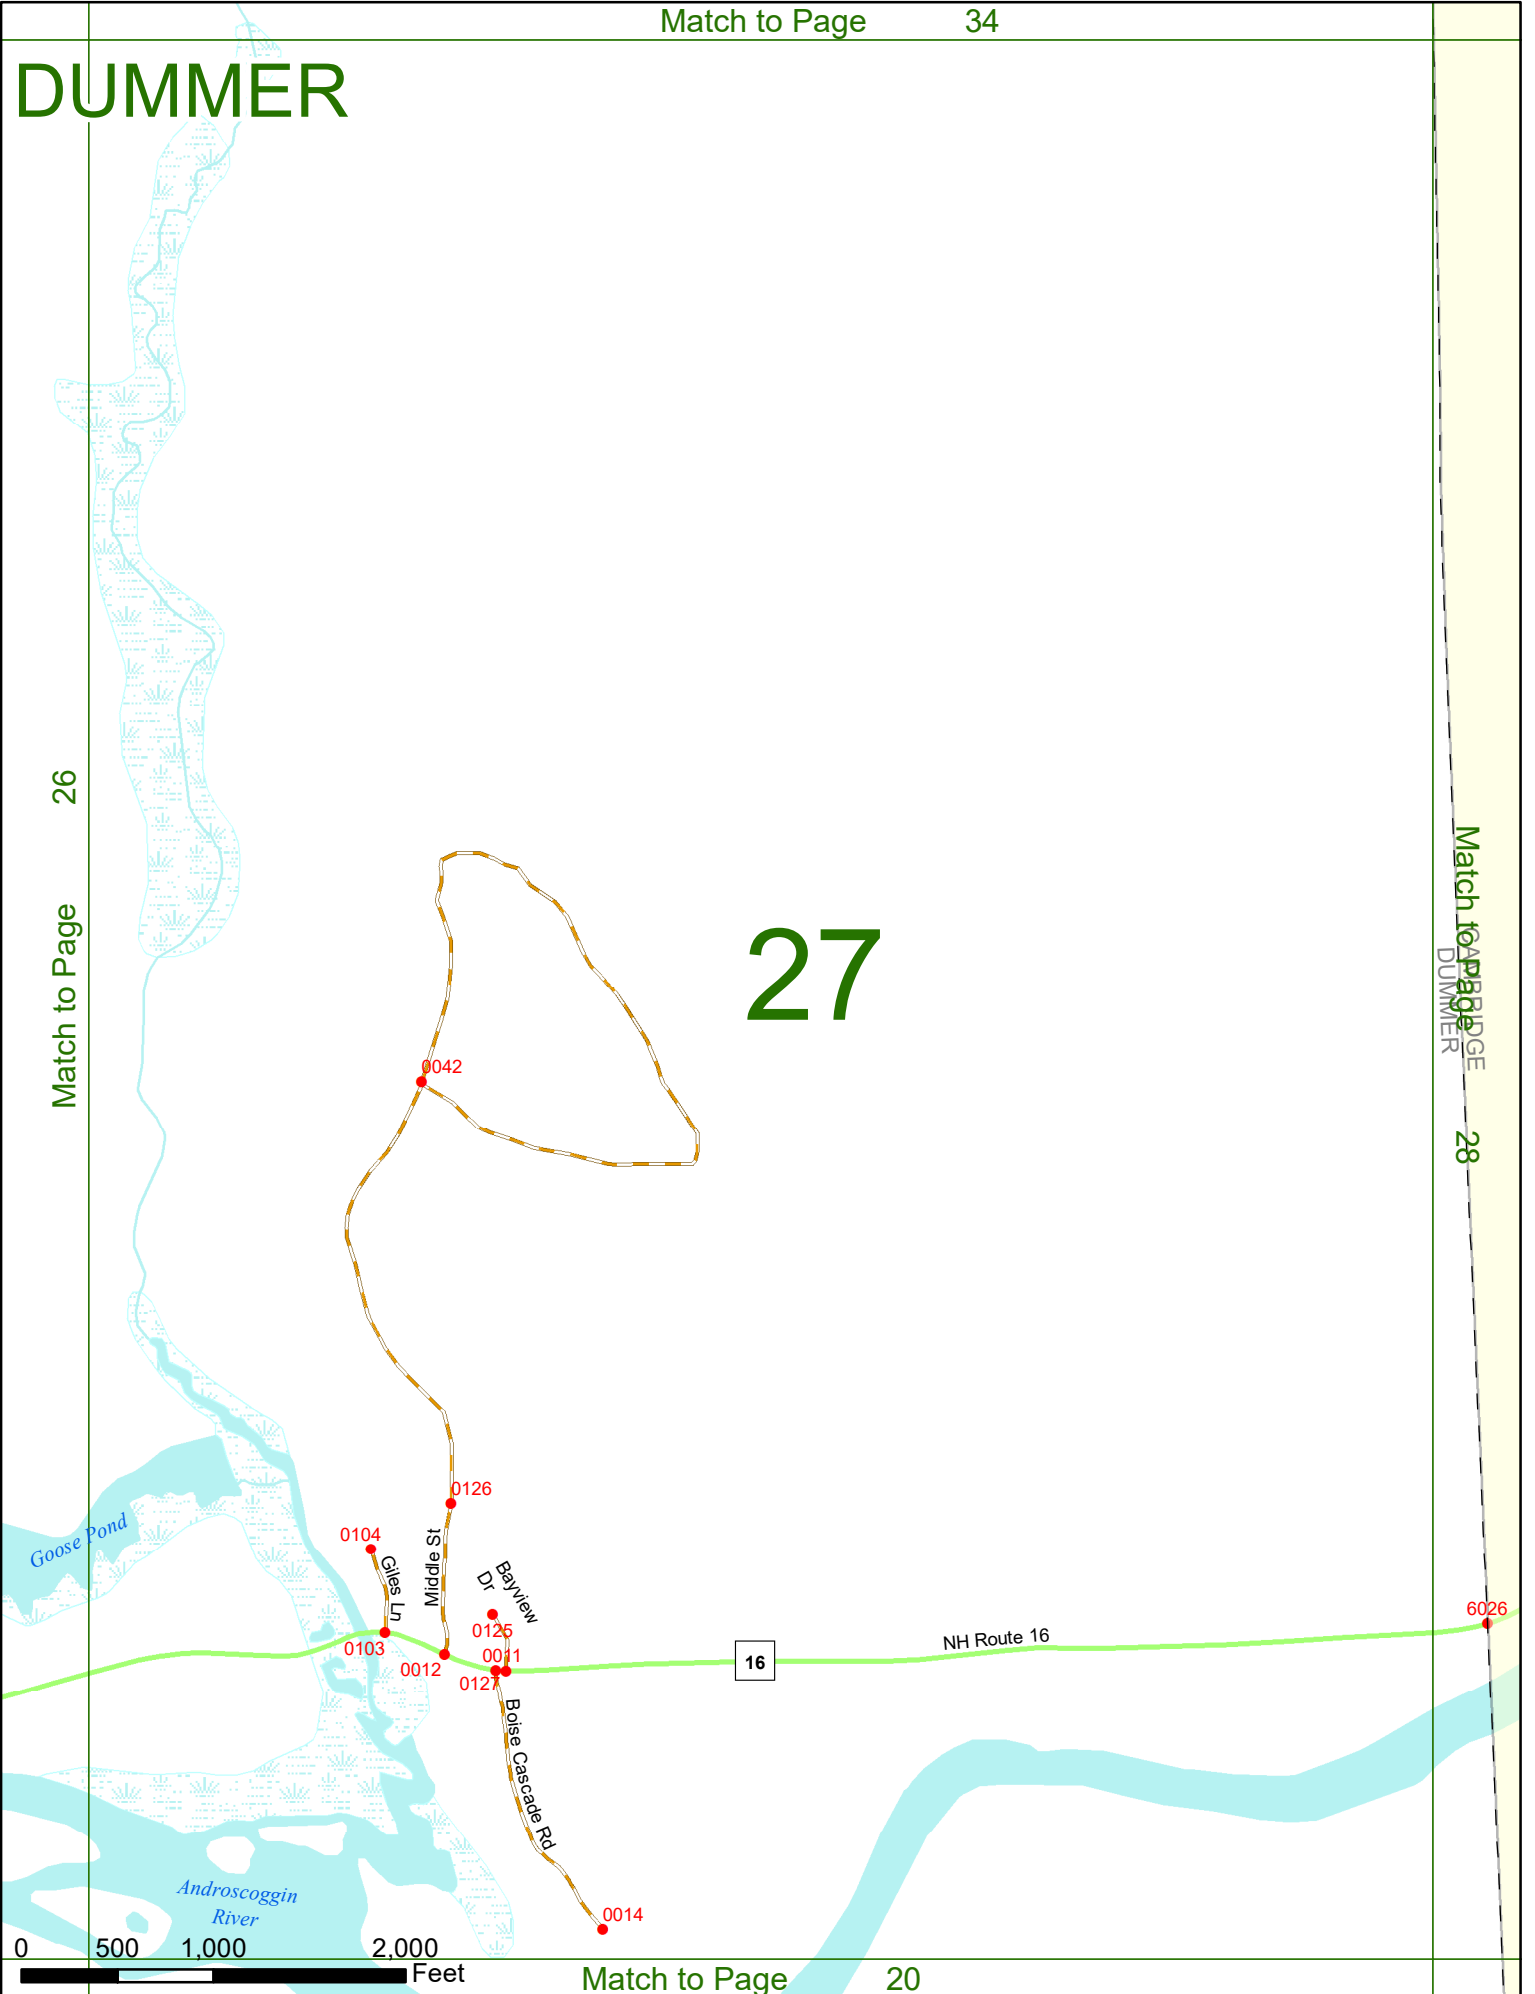 Match to Page 34
DUMMER
Match to Page 26
27
Match to Page 28
CAMBRIDGE
DUMMER
0042
0126
0104
Giles Ln
Middle St
Bayview
Dr
0125
0103
0012
0011
0127
16
NH Route 16
6026
Goose Pond
Boise Cascade Rd
Androscoggin
River
0014
0 500 1,000 2,000
Feet
Match to Page 20